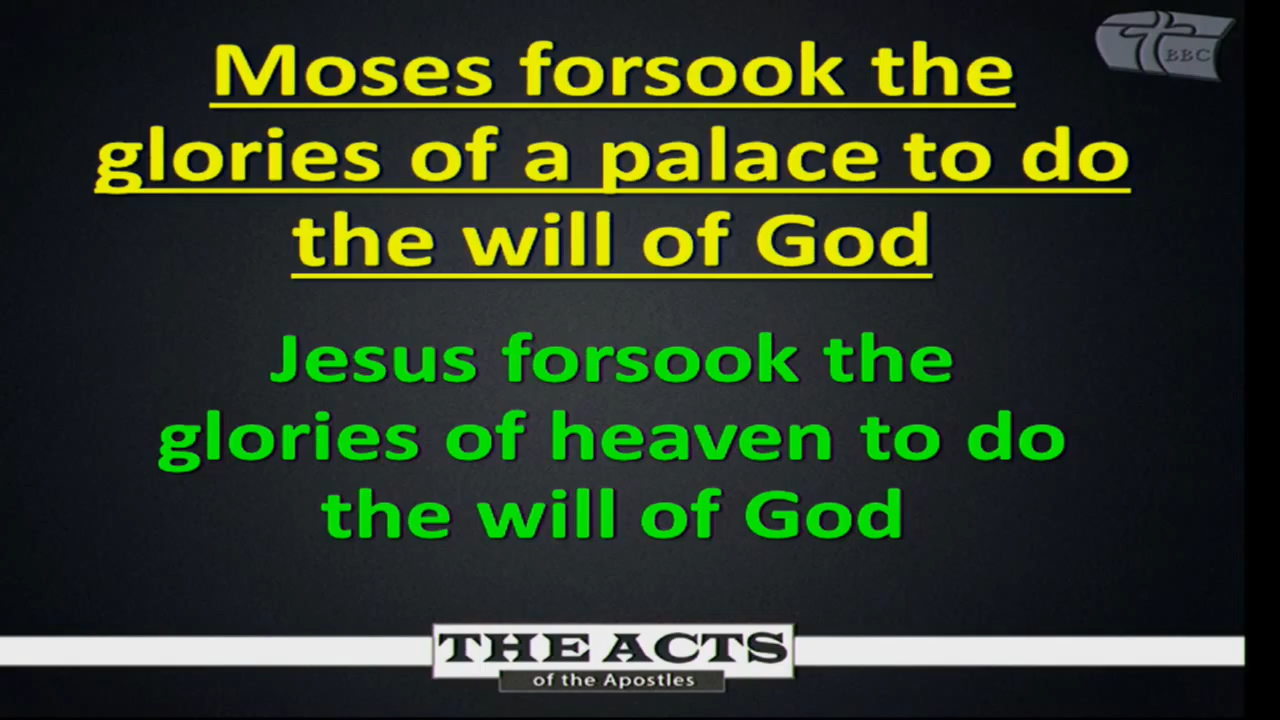 Moses forsook the
glories of a palace to do
the will of God
Jesus forsook the
glories of heaven to do
the will of God
BBC
THE ACTS
of the Apostles